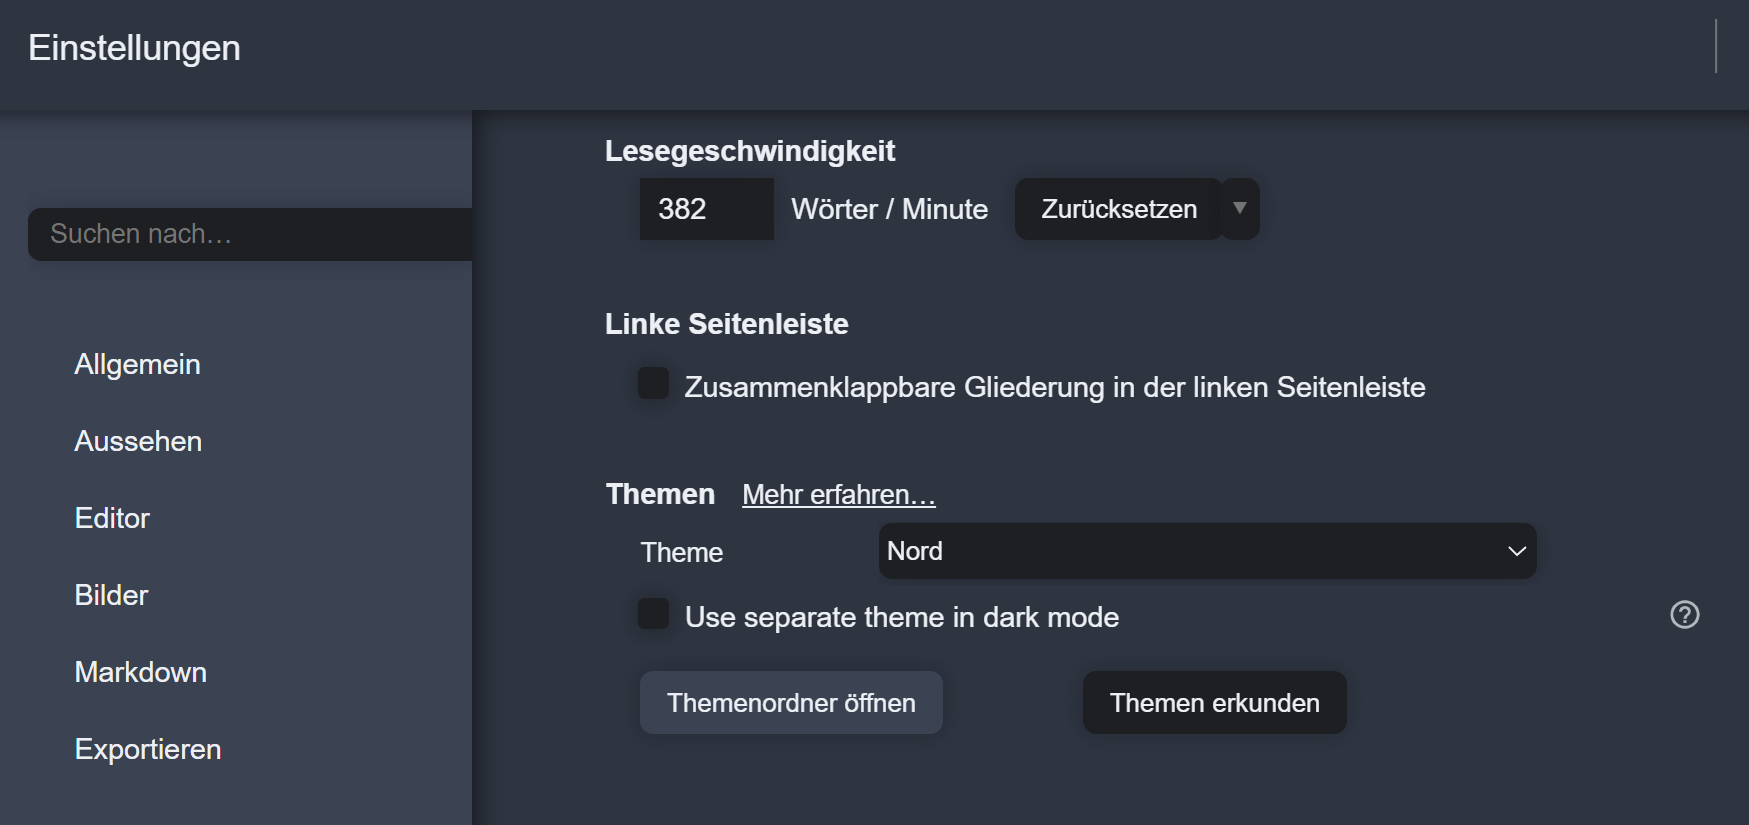 Einstellungen
Suchen nach…
Allgemein
Aussehen
Editor
Bilder
Markdown
Exportieren
Lesegeschwindigkeit
382 Wörter / Minute Zurücksetzen
Linke Seitenleiste
Zusammenklappbare Gliederung in der linken Seitenleiste
Themen Mehr erfahren…
Theme Nord
Use separate theme in dark mode
Themenordner öffnen Themen erkunden